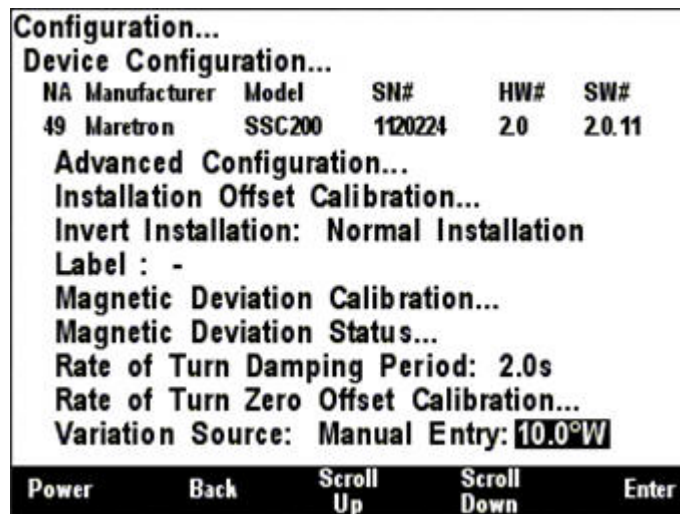 Configuration...
Device Configuration...
NA Manufacturer Model SN# HW# SW#
49 Maretron SSC200 1120224 2.0 2.0.11
Advanced Configuration...
Installation Offset Calibration...
Invert Installation: Normal Installation
Label : -
Magnetic Deviation Calibration...
Magnetic Deviation Status...
Rate of Turn Damping Period: 2.0s
Rate of Turn Zero Offset Calibration...
Variation Source: Manual Entry: 10.0°W
Power Back Scroll Up Scroll Down Enter